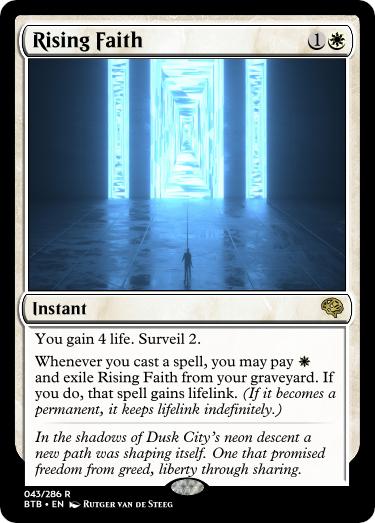 Rising Faith
1
Instant
You gain 4 life. Surveil 2.
Whenever you cast a spell, you may pay
and exile Rising Faith from your graveyard. If
you do, that spell gains lifelink. (If it becomes a
permanent, it keeps lifelink indefinitely.)
In the shadows of Dusk City's neon descent a
new path was shaping itself. One that promised
freedom from greed, liberty through sharing.
043/286 R
BTB • EN Rutger van de Steeg